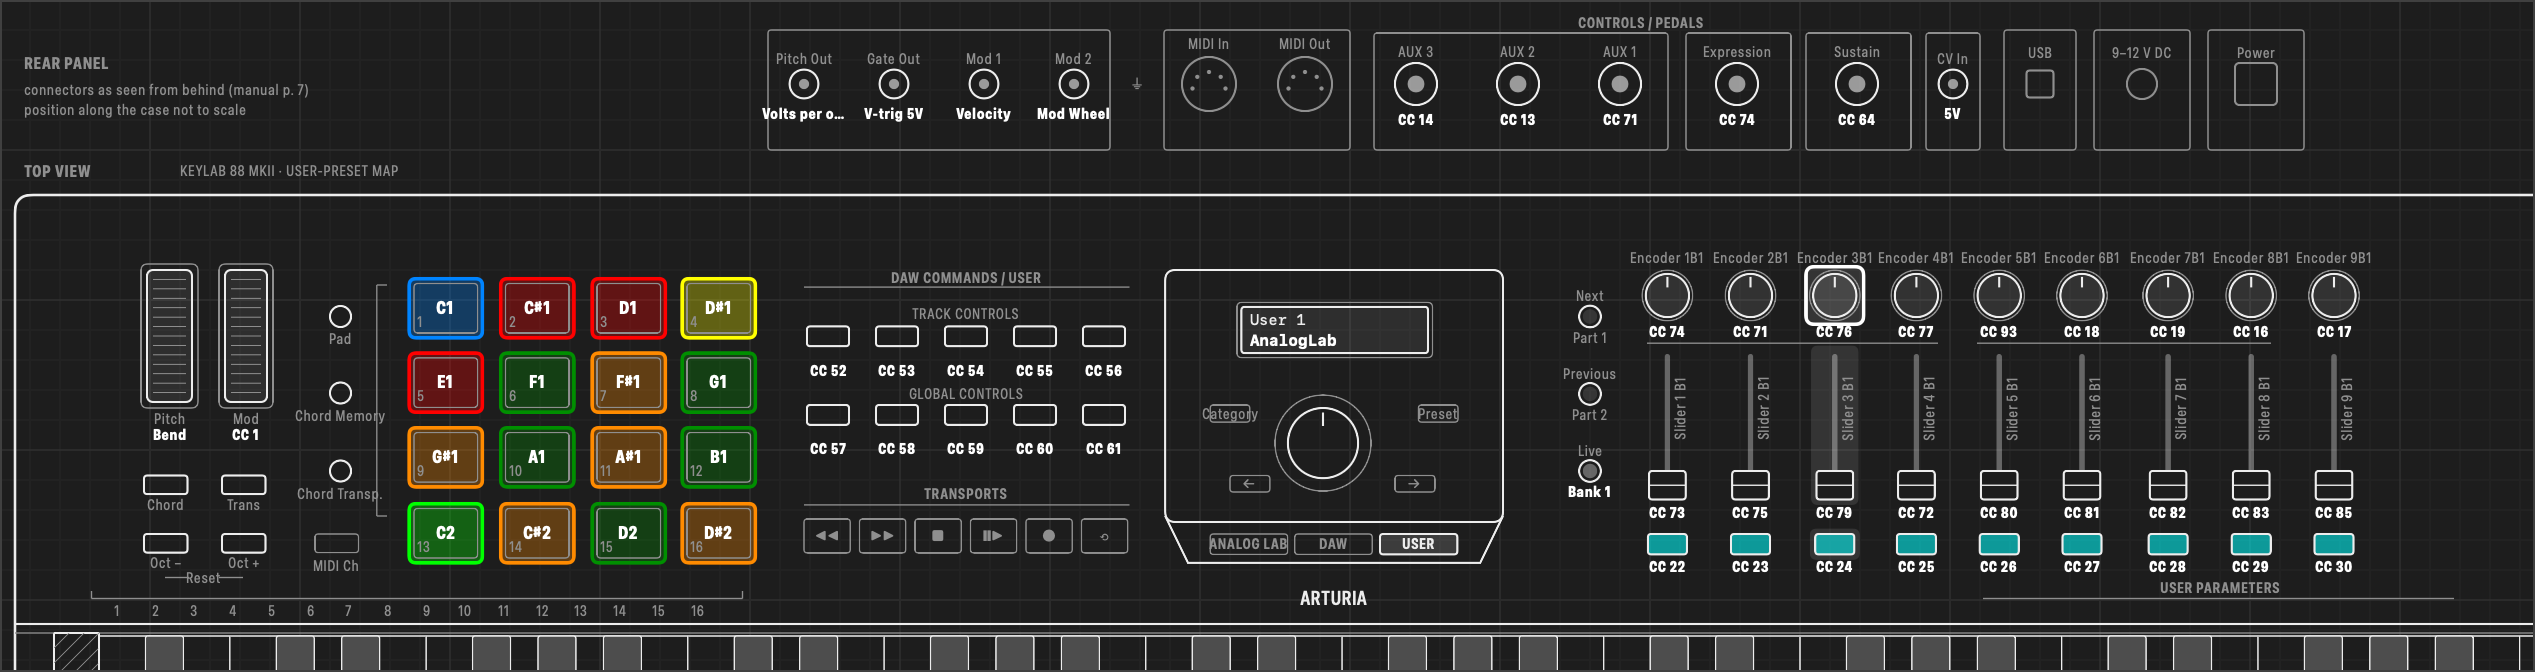 CONTROLS / PEDALS
REAR PANEL
connectors as seen from behind (manual p. 7)
position along the case not to scale
Pitch Out Gate Out Mod 1 Mod 2
Volts per o... V-trig 5V Velocity Mod Wheel
MIDI In MIDI Out
AUX 3 AUX 2 AUX 1 Expression Sustain CV In USB 9–12 V DC Power
CC 14 CC 13 CC 71 CC 74 CC 64 5V
TOP VIEW KEYLAB 88 MKII · USER-PRESET MAP
Pitch Mod
Bend CC 1
Chord Trans
Oct – Oct +
Reset
Pad
Chord Memory
Chord Transp.
MIDI Ch
1 2 3 4 5 6 7 8 9 10 11 12 13 14 15 16
C1 C#1 D1 D#1
1 2 3 4
E1 F1 F#1 G1
5 6 7 8
G#1 A1 A#1 B1
9 10 11 12
C2 C#2 D2 D#2
13 14 15 16
DAW COMMANDS / USER
TRACK CONTROLS
CC 52 CC 53 CC 54 CC 55 CC 56
GLOBAL CONTROLS
CC 57 CC 58 CC 59 CC 60 CC 61
TRANSPORTS
User 1
AnalogLab
Category Preset
← →
ANALOG LAB DAW USER
ARTURIA
Next
Part 1
Previous
Part 2
Live
Bank 1
Encoder 1B1 Encoder 2B1 Encoder 3B1 Encoder 4B1 Encoder 5B1 Encoder 6B1 Encoder 7B1 Encoder 8B1 Encoder 9B1
CC 74 CC 71 CC 76 CC 77 CC 93 CC 18 CC 19 CC 16 CC 17
Slider 1 B1 Slider 2 B1 Slider 3 B1 Slider 4 B1 Slider 5 B1 Slider 6 B1 Slider 7 B1 Slider 8 B1 Slider 9 B1
CC 73 CC 75 CC 79 CC 72 CC 80 CC 81 CC 82 CC 83 CC 85
CC 22 CC 23 CC 24 CC 25 CC 26 CC 27 CC 28 CC 29 CC 30
USER PARAMETERS